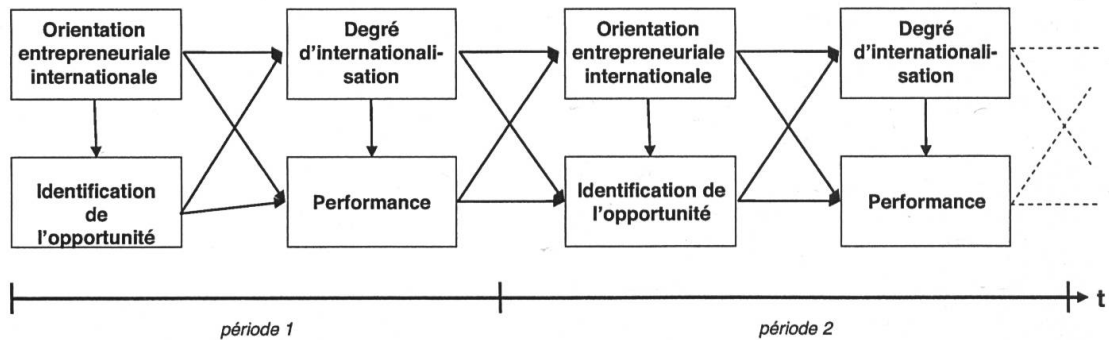 Orientation
entrepreneuriale
internationale
Degré
d'internationali-
sation
Orientation
entrepreneuriale
internationale
Degré
d'internationali-
sation
Identification
de
l'opportunité
Performance
Identification de
l'opportunité
Performance
t
période 1
période 2